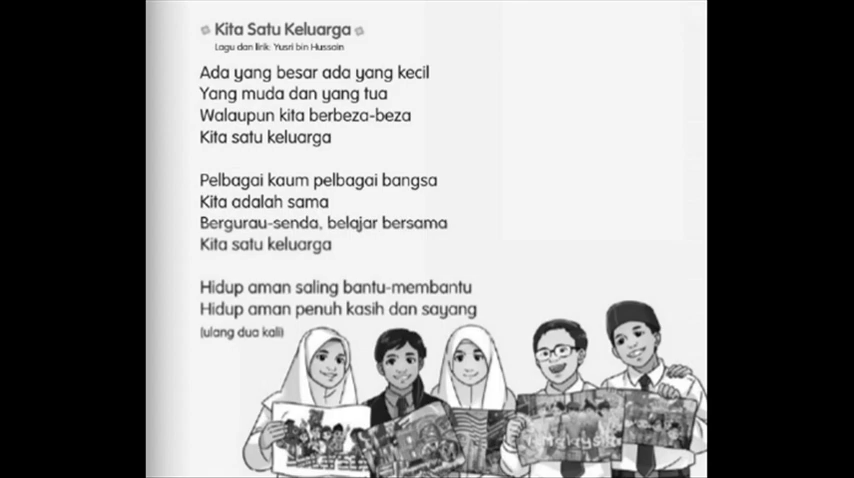 Kita Satu Keluarga
Lagu dan lirik: Yusri bin Hussain
Ada yang besar ada yang kecil
Yang muda dan yang tua
Walaupun kita berbeza-beza
Kita satu keluarga
Pelbagai kaum pelbagai bangsa
Kita adalah sama
Bergurau-senda, belajar bersama
Kita satu keluarga
Hidup aman saling bantu-membantu
Hidup aman penuh kasih dan sayang
(ulang dua kali)
1Malaysia